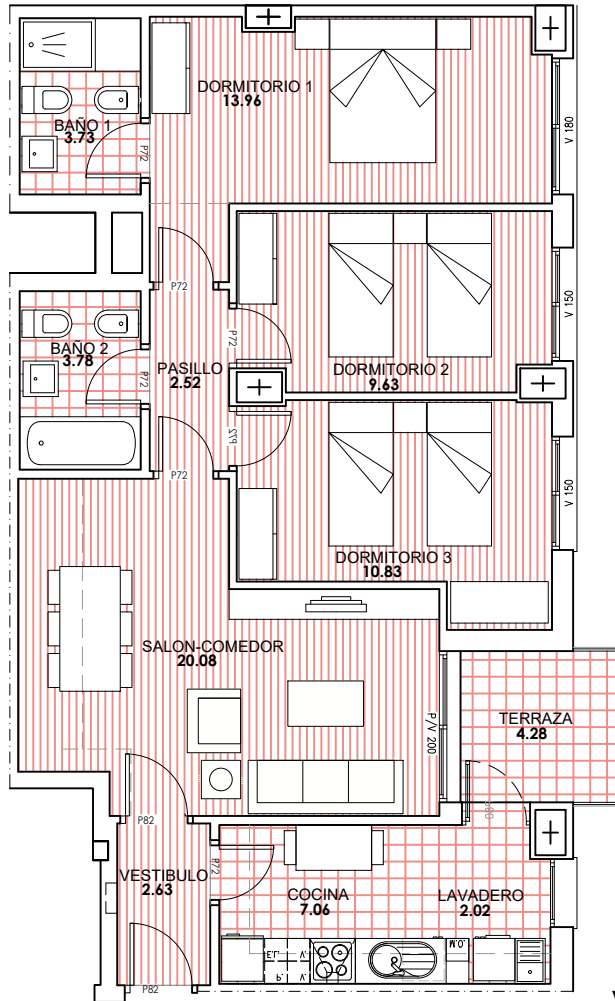 DORMITORIO 1
13.96
BAÑO 1
3.73
P72
V 180
P72
BAÑO 2
3.78
P72
PASILLO
2.52
P72
DORMITORIO 2
9.63
V 150
P72
P72
DORMITORIO 3
10.83
V 150
SALON-COMEDOR
20.08
P/V 200
TERRAZA
4.28
P82
P80
VESTIBULO
2.63
P72
COCINA
7.06
LAVADERO
2.02
L.V.
F.
V.
O.M.
P82